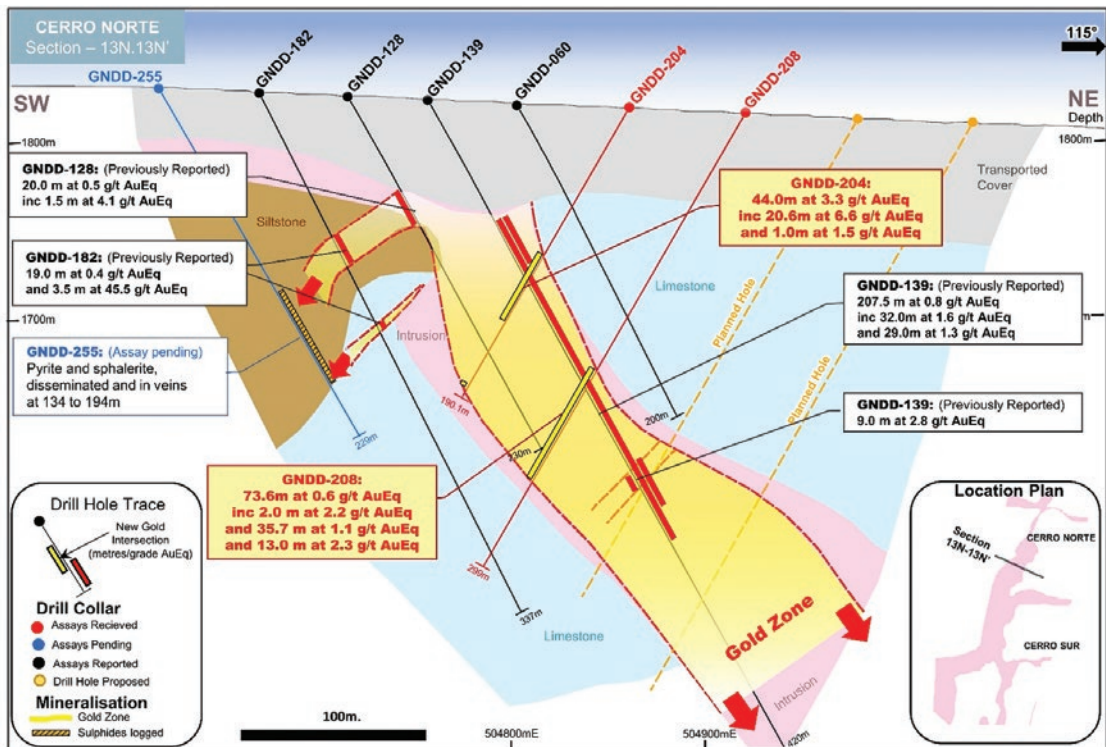 CERRO NORTE
Section – 13N.13N'
GNDD-255
GNDD-182
GNDD-128
GNDD-139
GNDD-060
GNDD-204
GNDD-208
115°
SW
NE
Depth
1800m
1800m
Transported
Cover
GNDD-128: (Previously Reported)
20.0 m at 0.5 g/t AuEq
inc 1.5 m at 4.1 g/t AuEq
Siltstone
GNDD-204:
44.0m at 3.3 g/t AuEq
inc 20.6m at 6.6 g/t AuEq
and 1.0m at 1.5 g/t AuEq
GNDD-182: (Previously Reported)
19.0 m at 0.4 g/t AuEq
and 3.5 m at 45.5 g/t AuEq
Limestone
GNDD-139: (Previously Reported)
207.5 m at 0.8 g/t AuEq
inc 32.0m at 1.6 g/t AuEq
and 29.0m at 1.3 g/t AuEq
1700m
Intrusion
Planned Hole
Planned Hole
GNDD-255: (Assay pending)
Pyrite and sphalerite,
disseminated and in veins
at 134 to 194m
190.1m
200m
GNDD-139: (Previously Reported)
9.0 m at 2.8 g/t AuEq
229m
230m
GNDD-208:
73.6m at 0.6 g/t AuEq
inc 2.0 m at 2.2 g/t AuEq
and 35.7 m at 1.1 g/t AuEq
and 13.0 m at 2.3 g/t AuEq
299m
337m
Limestone
Gold Zone
Intrusion
420m
Drill Hole Trace
New Gold
Intersection
(metres/grade AuEq)
Drill Collar
Assays Recieved
Assays Pending
Assays Reported
Drill Hole Proposed
Mineralisation
Gold Zone
Sulphides logged
100m.
504800mE
504900mE
Location Plan
Section
13N-13N'
CERRO NORTE
CERRO SUR